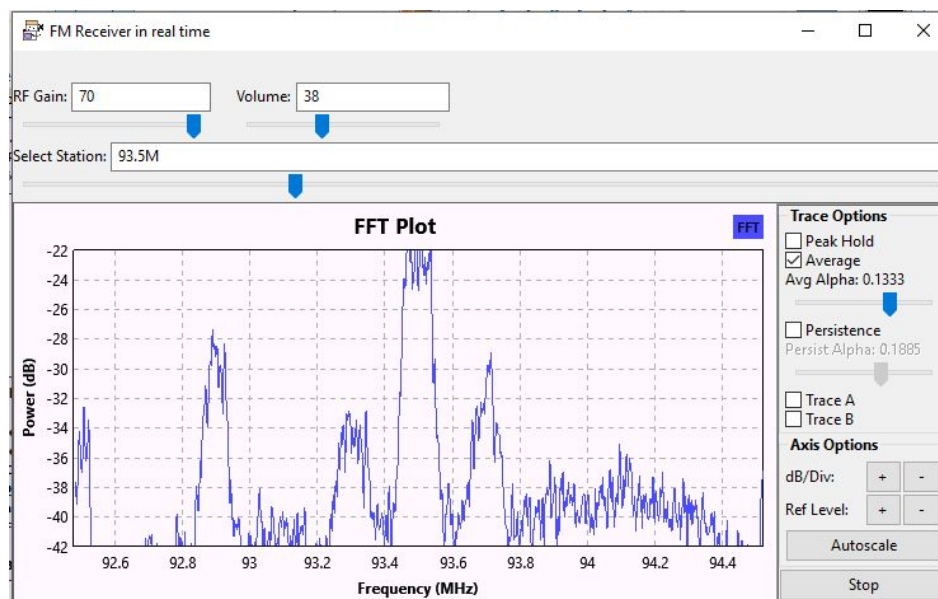 FM Receiver in real time
RF Gain: 70 Volume: 38
Select Station: 93.5M
FFT Plot
FFT
Power (dB)
-22
-24
-26
-28
-30
-32
-34
-36
-38
-40
-42
92.6 92.8 93 93.2 93.4 93.6 93.8 94 94.2 94.4
Frequency (MHz)
Trace Options
Peak Hold
Average
Avg Alpha: 0.1333
Persistence
Persist Alpha: 0.1885
Trace A
Trace B
Axis Options
dB/Div: + -
Ref Level: + -
Autoscale
Stop